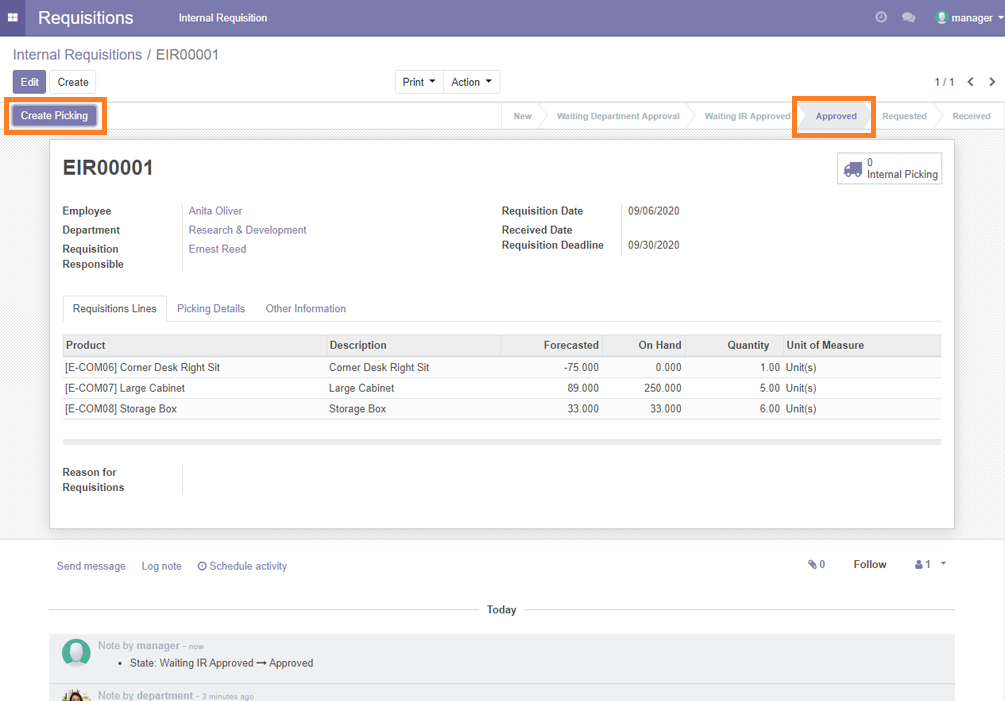 Requisitions Internal Requisition manager
Internal Requisitions / EIR00001
Edit Create Print Action 1 / 1
Create Picking New Waiting Department Approval Waiting IR Approved Approved Requested Received
EIR00001
0
Internal Picking
Employee Anita Oliver Requisition Date 09/06/2020
Department Research & Development Received Date
Requisition Responsible Ernest Reed Requisition Deadline 09/30/2020
Requisitions Lines Picking Details Other Information
Product Description Forecasted On Hand Quantity Unit of Measure
[E-COM06] Corner Desk Right Sit Corner Desk Right Sit -75.000 0.000 1.00 Unit(s)
[E-COM07] Large Cabinet Large Cabinet 89.000 250.000 5.00 Unit(s)
[E-COM08] Storage Box Storage Box 33.000 33.000 6.00 Unit(s)
Reason for
Requisitions
Send message Log note Schedule activity 0 Follow 1
Today
Note by manager - now
• State: Waiting IR Approved → Approved
Note by department - 3 minutes ago